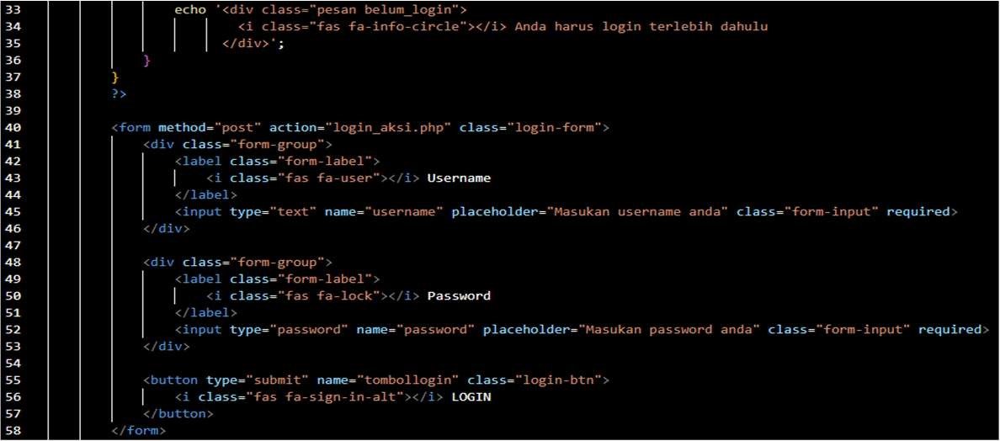 33 echo '<div class="pesan belum_login">
34 <i class="fas fa-info-circle"></i> Anda harus login terlebih dahulu
35 </div>';
36 }
37 }
38 ?>
39
40 <form method="post" action="login_aksi.php" class="login-form">
41 <div class="form-group">
42 <label class="form-label">
43 <i class="fas fa-user"></i> Username
44 </label>
45 <input type="text" name="username" placeholder="Masukan username anda" class="form-input" required>
46 </div>
47
48 <div class="form-group">
49 <label class="form-label">
50 <i class="fas fa-lock"></i> Password
51 </label>
52 <input type="password" name="password" placeholder="Masukan password anda" class="form-input" required>
53 </div>
54
55 <button type="submit" name="tombollogin" class="login-btn">
56 <i class="fas fa-sign-in-alt"></i> LOGIN
57 </button>
58 </form>